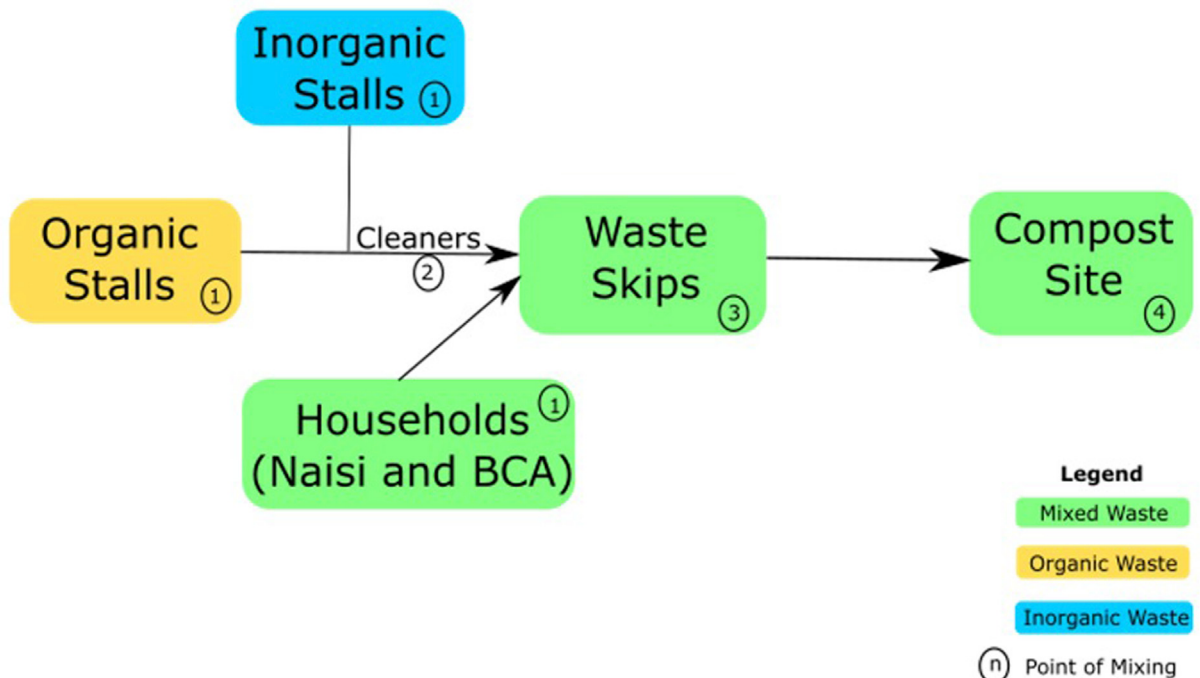 Inorganic
Stalls 1
Organic
Stalls 1
Cleaners
2
Waste
Skips
3
Compost
Site
4
Households 1
(Naisi and BCA)
Legend
Mixed Waste
Organic Waste
Inorganic Waste
n Point of Mixing